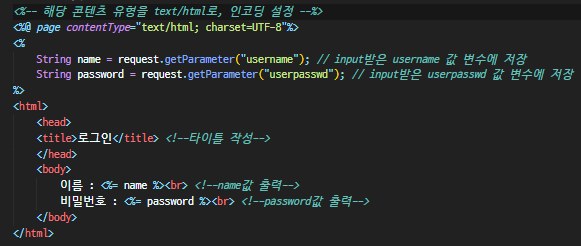 <%-- 해당 콘텐츠 유형을 text/html로, 인코딩 설정 --%>
<%@ page contentType="text/html; charset=UTF-8"%>
<%
    String name = request.getParameter("username"); // input받은 username 값 변수에 저장
    String password = request.getParameter("userpasswd"); // input받은 userpasswd 값 변수에 저장
%>
<html>
    <head>
    <title>로그인</title> <!--타이틀 작성-->
    </head>
    <body>
        이름 : <%= name %><br> <!--name값 출력-->
        비밀번호 : <%= password %><br> <!--password값 출력-->
    </body>
</html>